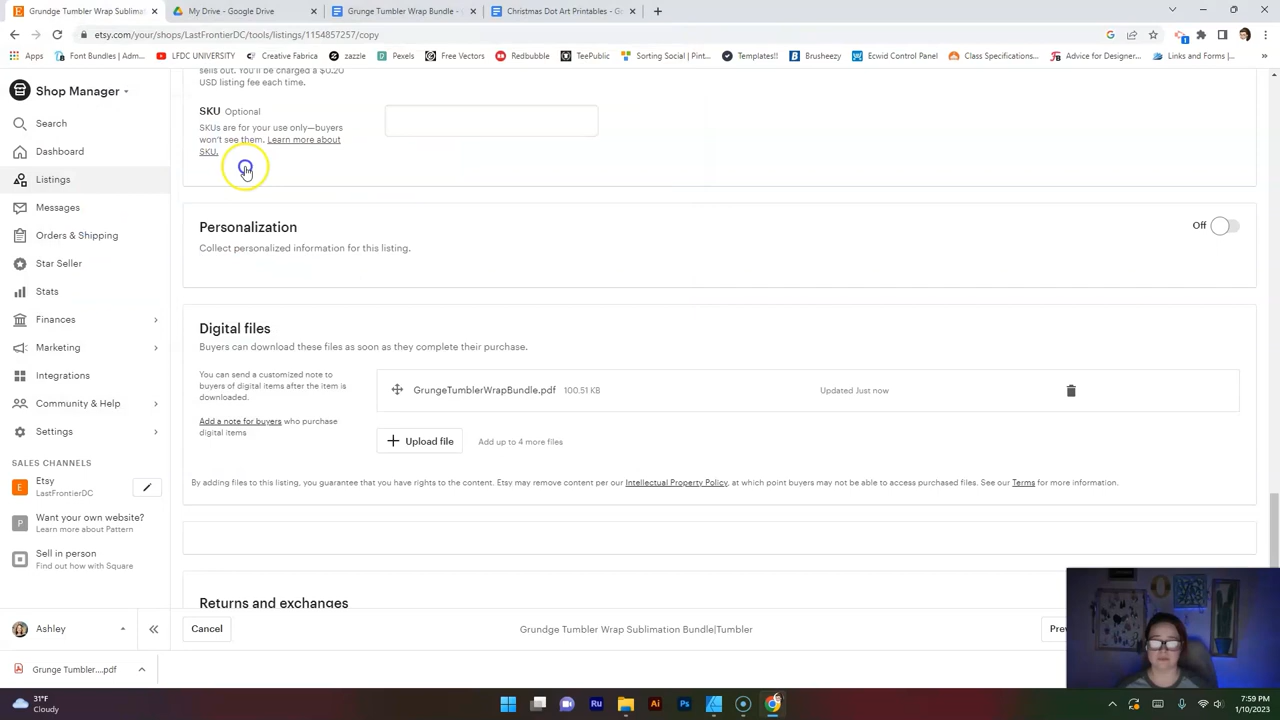 Grundge Tumbler Wrap Sublimat
My Drive - Google Drive
Grunge Tumbler Wrap Bundle -
Christmas Dot Art Printables - G
etsy.com/your/shops/LastFrontierDC/tools/listings/1154857257/copy
Apps
Font Bundles | Adm...
LFDC UNIVERSITY
Creative Fabrica
zazzle
Pexels
Free Vectors
Redbubble
TeePublic
Sorting Social | Pint...
Templates!!
Brusheezy
Ecwid Control Panel
Class Specifications...
Advice for Designer...
Links and Forms |...
sells out. You'll be charged a $0.20
USD listing fee each time.
Shop Manager
SKU Optional
SKUs are for your use only—buyers
won't see them. Learn more about
SKU.
Search
Dashboard
Listings
Messages
Orders & Shipping
Star Seller
Stats
Finances
Marketing
Integrations
Community & Help
Settings
SALES CHANNELS
Etsy
LastFrontierDC
Want your own website?
Learn more about Pattern
Sell in person
Find out how with Square
Ashley
Personalization
Off
Collect personalized information for this listing.
Digital files
Buyers can download these files as soon as they complete their purchase.
You can send a customized note to
buyers of digital items after the item is
downloaded.
Add a note for buyers who purchase
digital items
GrungeTumblerWrapBundle.pdf 100.51 KB Updated Just now
Upload file
Add up to 4 more files
By adding files to this listing, you guarantee that you have rights to the content. Etsy may remove content per our Intellectual Property Policy, at which point buyers may not be able to access purchased files. See our Terms for more information.
Returns and exchanges
Cancel
Grundge Tumbler Wrap Sublimation Bundle|Tumbler
Prev
Grunge Tumbler....pdf
31°F
Cloudy
Ru
Ai
Ps
7:59 PM
1/10/2023